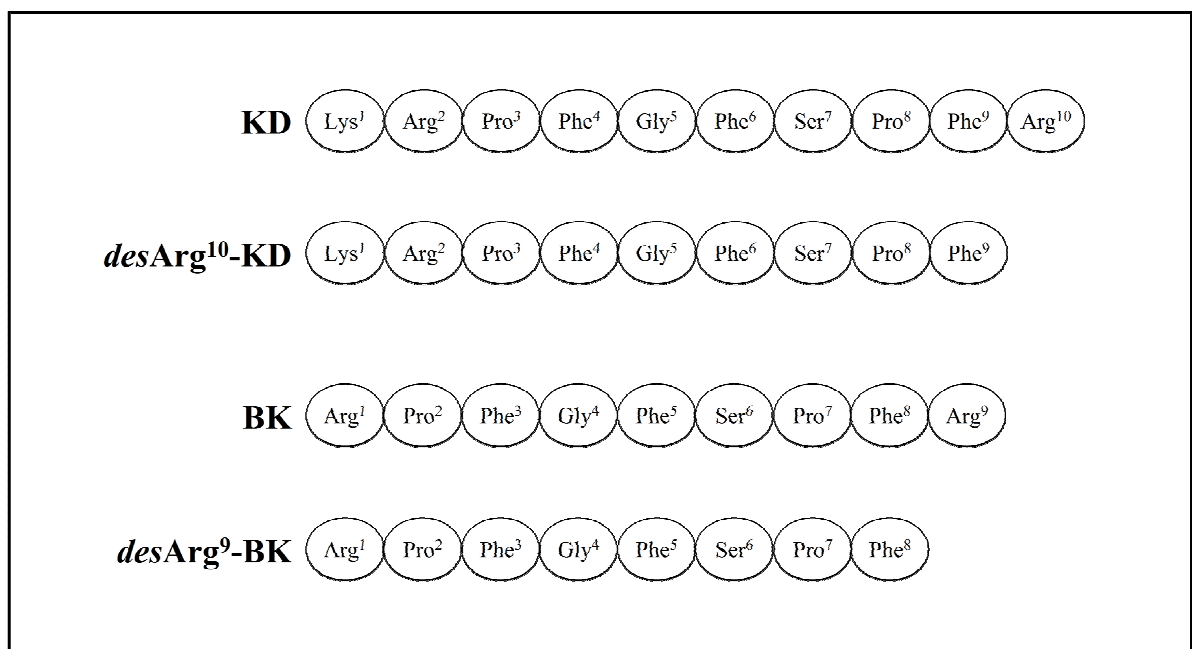 KD Lys¹ Arg² Pro³ Phe⁴ Gly⁵ Phe⁶ Ser⁷ Pro⁸ Phe⁹ Arg¹⁰
desArg¹⁰-KD Lys¹ Arg² Pro³ Phe⁴ Gly⁵ Phe⁶ Ser⁷ Pro⁸ Phe⁹
BK Arg¹ Pro² Phe³ Gly⁴ Phe⁵ Ser⁶ Pro⁷ Phe⁸ Arg⁹
desArg⁹-BK Arg¹ Pro² Phe³ Gly⁴ Phe⁵ Ser⁶ Pro⁷ Phe⁸